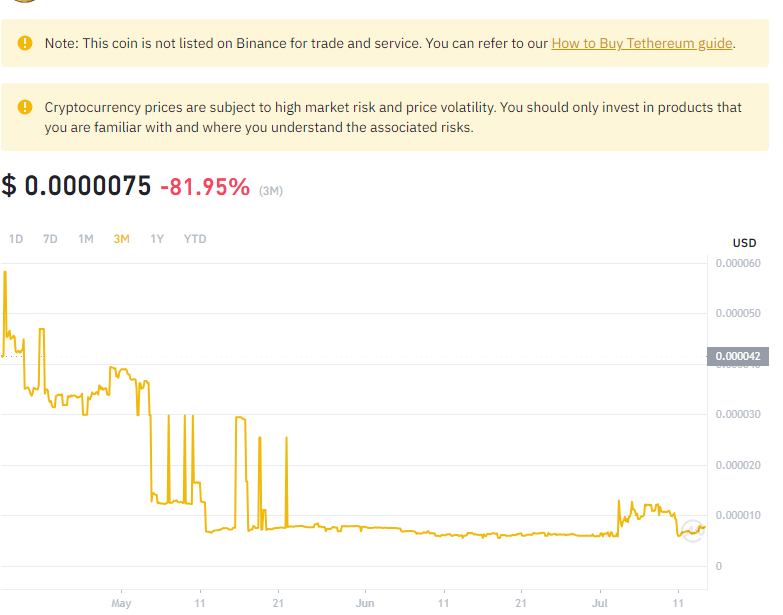 Note: This coin is not listed on Binance for trade and service. You can refer to our How to Buy Tethereum guide.
Cryptocurrency prices are subject to high market risk and price volatility. You should only invest in products that
you are familiar with and where you understand the associated risks.
$ 0.0000075 -81.95% (3M)
1D 7D 1M 3M 1Y YTD
USD
0.000060
0.000050
0.000042
0.000030
0.000020
0.000010
0
May 11 21 Jun 11 21 Jul 11